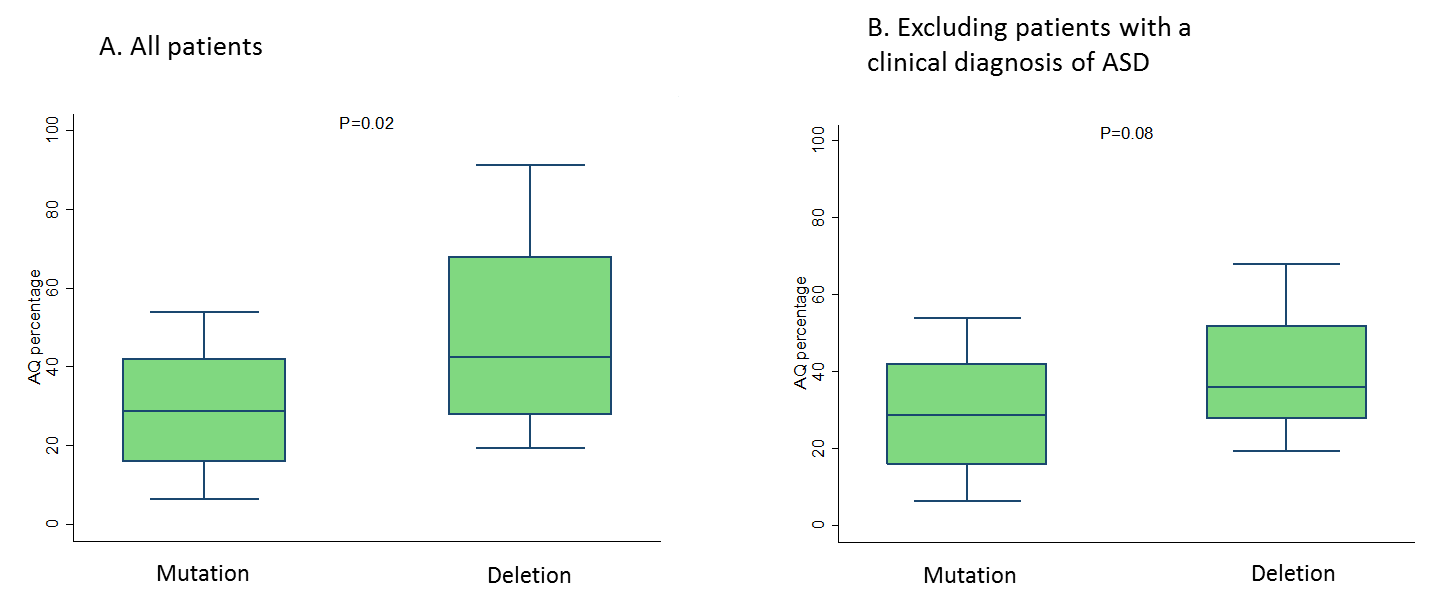 A. All patients
P=0.02
100
80
60
40
20
0
AQ percentage
Mutation
Deletion
B. Excluding patients with a
clinical diagnosis of ASD
P=0.08
100
80
60
40
20
0
AQ percentage
Mutation
Deletion